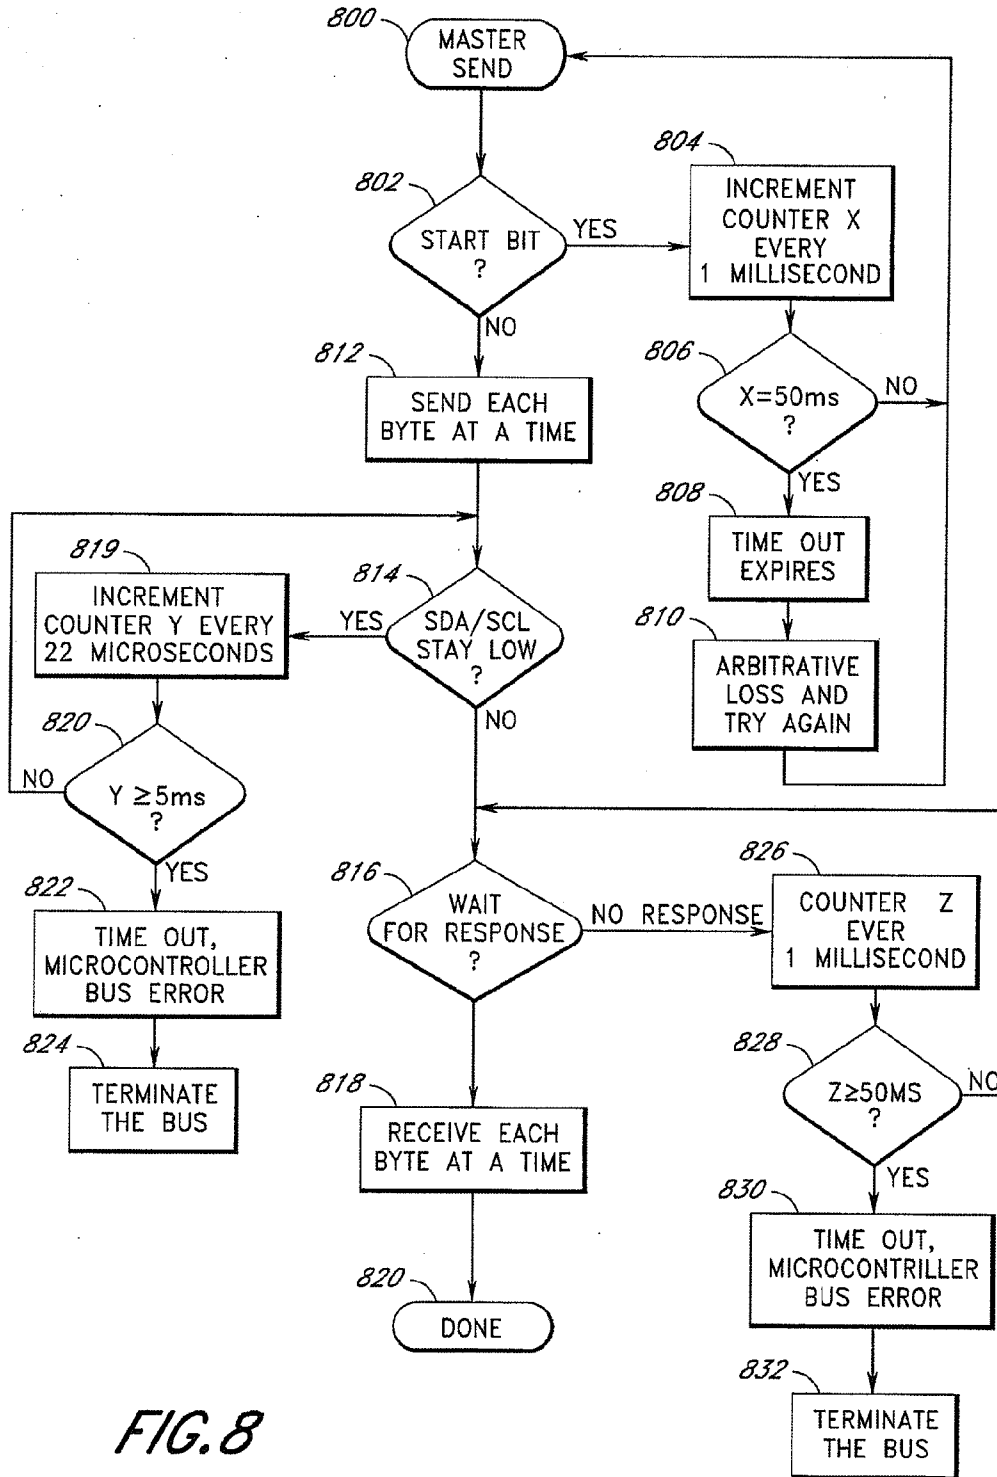 800
MASTER
SEND
802
START BIT
?
YES
NO
804
INCREMENT
COUNTER X
EVERY
1 MILLISECOND
806
X=50ms
?
NO
YES
808
TIME OUT
EXPIRES
810
ARBITRATIVE
LOSS AND
TRY AGAIN
812
SEND EACH
BYTE AT A TIME
814
SDA/SCL
STAY LOW
?
YES
NO
819
INCREMENT
COUNTER Y EVERY
22 MICROSECONDS
820
Y ≥5ms
?
NO
YES
822
TIME OUT,
MICROCONTROLLER
BUS ERROR
824
TERMINATE
THE BUS
816
WAIT
FOR RESPONSE
?
NO RESPONSE
826
COUNTER Z
EVER
1 MILLISECOND
828
Z≥50MS
?
NO
YES
830
TIME OUT,
MICROCONTRILLER
BUS ERROR
832
TERMINATE
THE BUS
818
RECEIVE EACH
BYTE AT A TIME
820
DONE
FIG.8